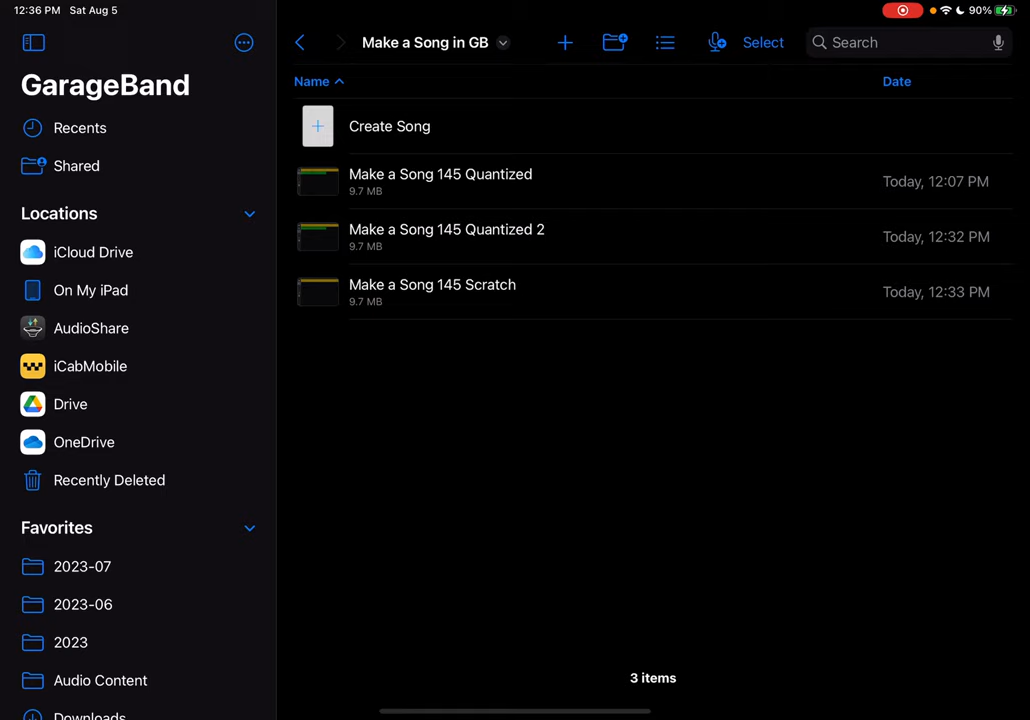 12:36 PM Sat Aug 5
90%
GarageBand
Recents
Shared
Locations
iCloud Drive
On My iPad
AudioShare
iCabMobile
Drive
OneDrive
Recently Deleted
Favorites
2023-07
2023-06
2023
Audio Content
Downloads
Make a Song in GB
Select
Search
Name
Date
Create Song
Make a Song 145 Quantized
9.7 MB
Today, 12:07 PM
Make a Song 145 Quantized 2
9.7 MB
Today, 12:32 PM
Make a Song 145 Scratch
9.7 MB
Today, 12:33 PM
3 items